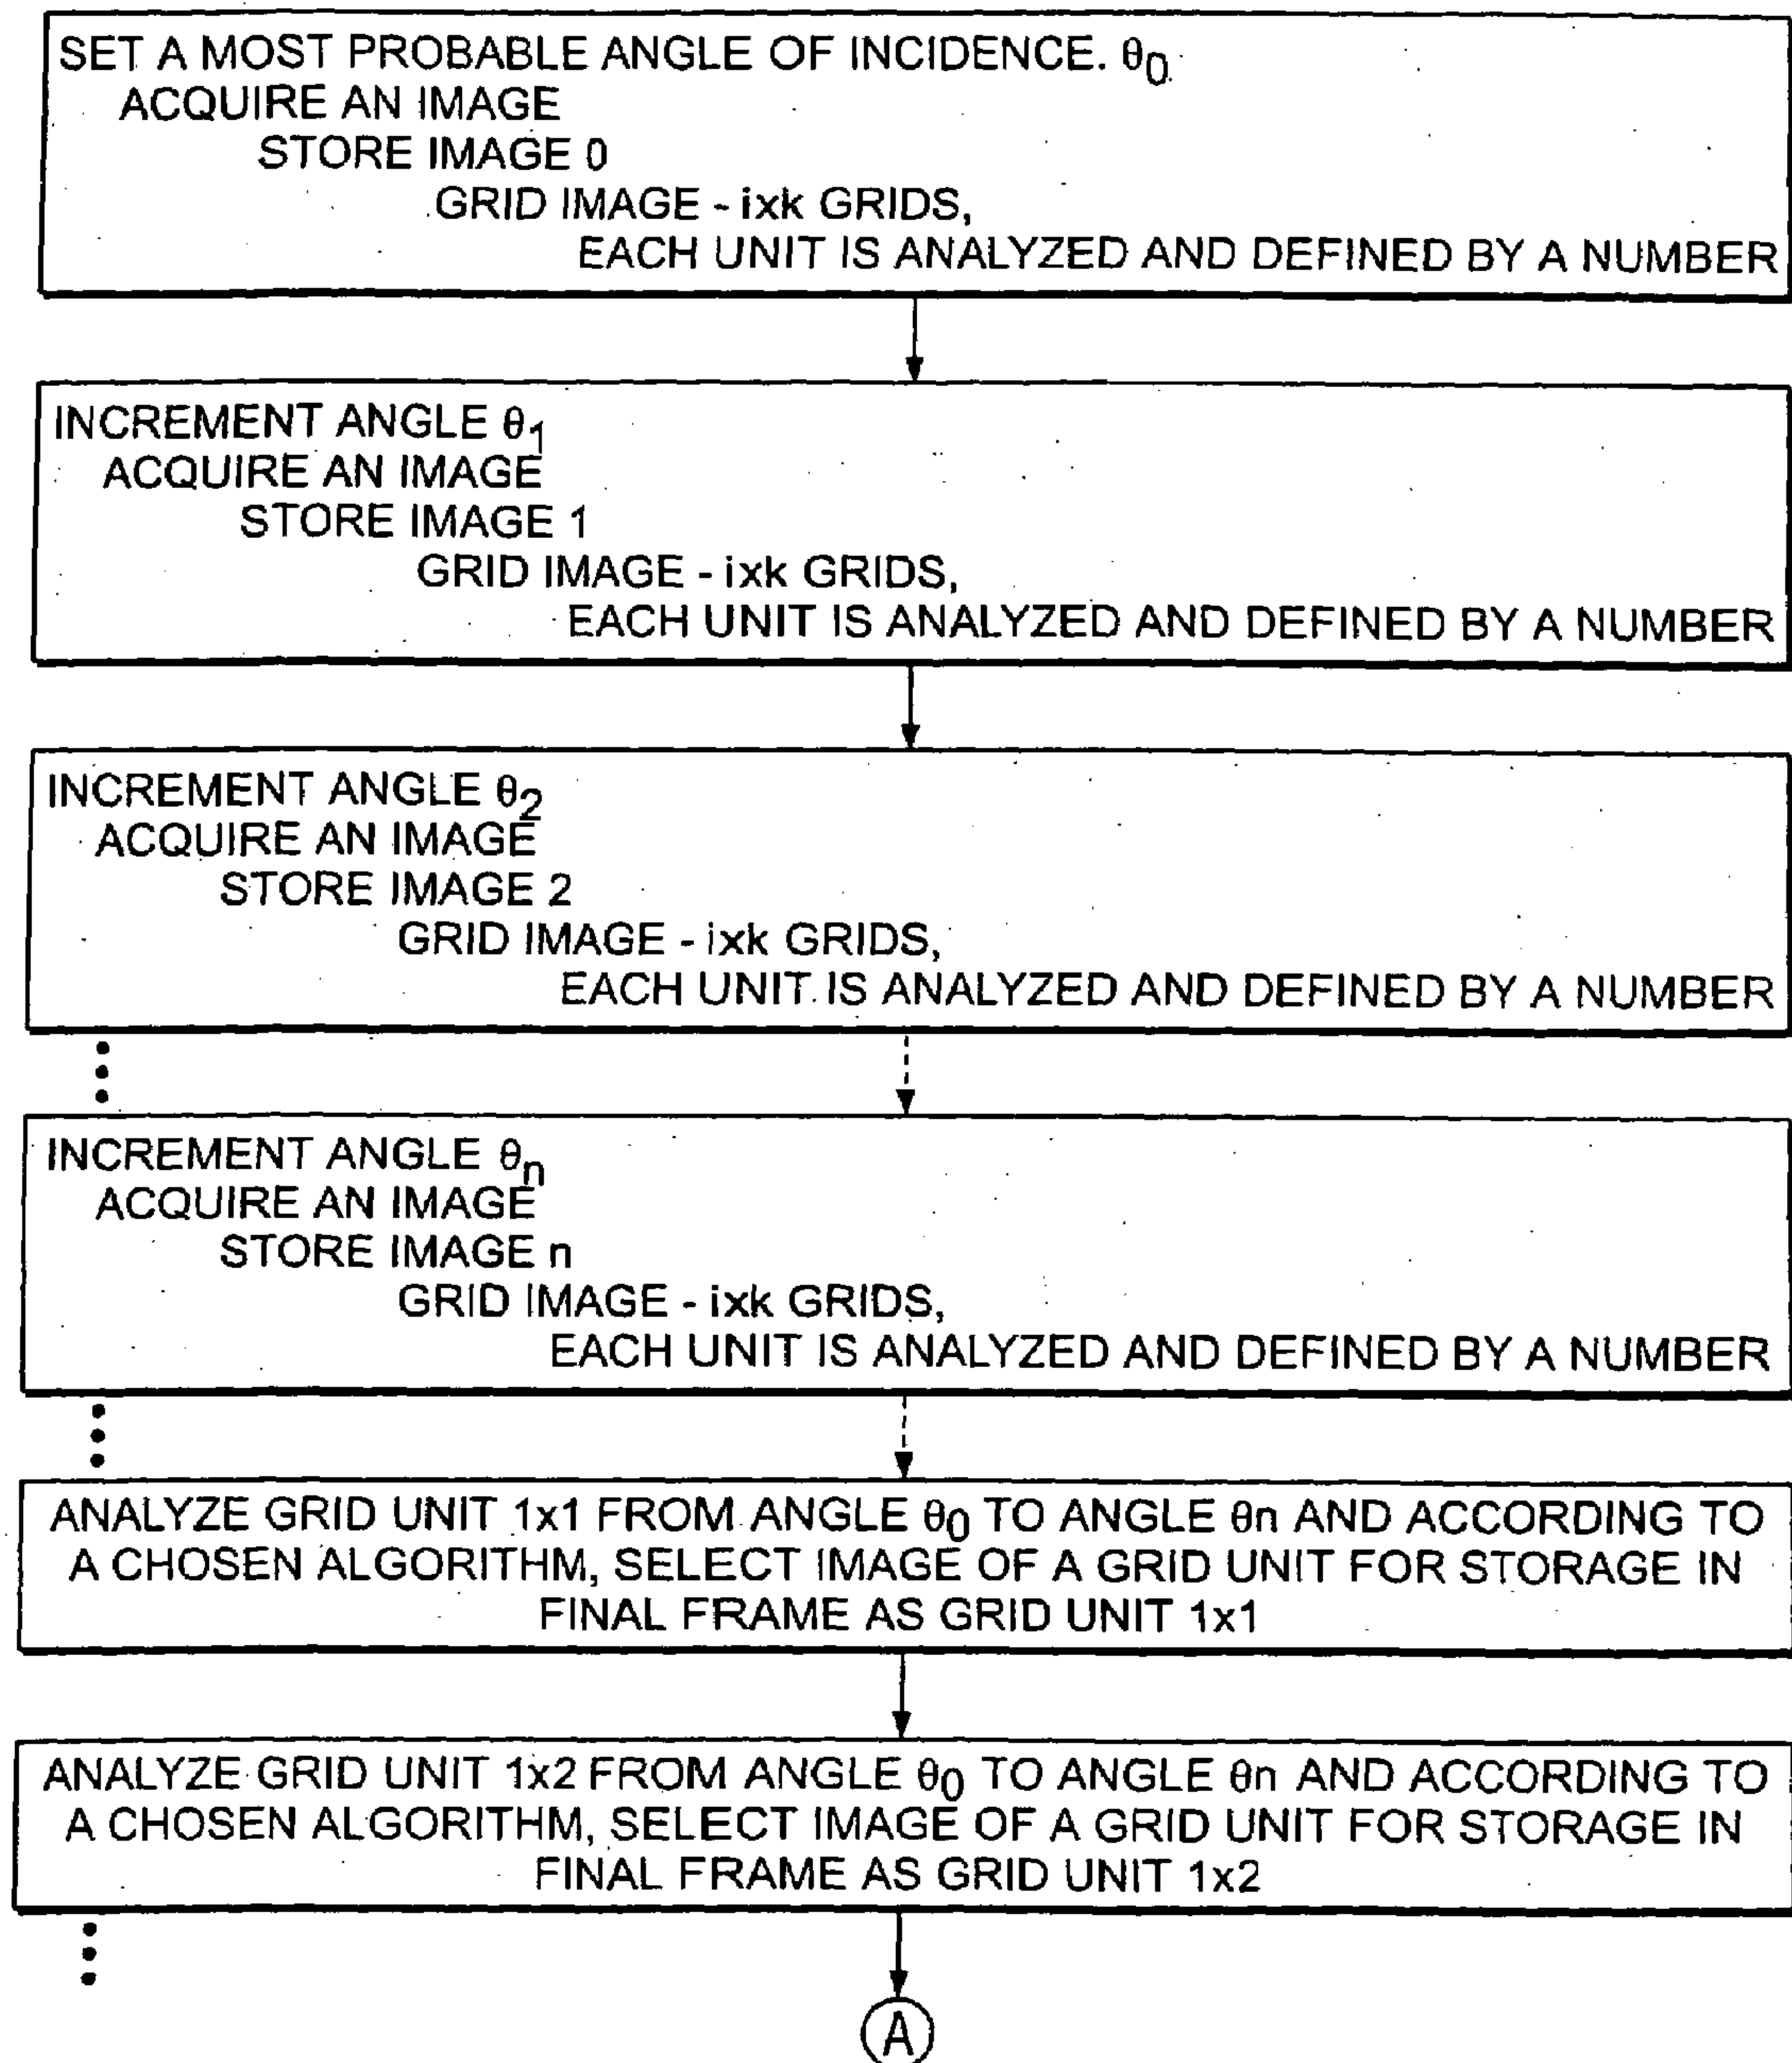 SET A MOST PROBABLE ANGLE OF INCIDENCE. θ0
ACQUIRE AN IMAGE
STORE IMAGE 0
GRID IMAGE - ixk GRIDS,
EACH UNIT IS ANALYZED AND DEFINED BY A NUMBER
INCREMENT ANGLE θ1
ACQUIRE AN IMAGE
STORE IMAGE 1
GRID IMAGE - ixk GRIDS,
EACH UNIT IS ANALYZED AND DEFINED BY A NUMBER
INCREMENT ANGLE θ2
ACQUIRE AN IMAGE
STORE IMAGE 2
GRID IMAGE - ixk GRIDS,
EACH UNIT IS ANALYZED AND DEFINED BY A NUMBER
INCREMENT ANGLE θn
ACQUIRE AN IMAGE
STORE IMAGE n
GRID IMAGE - ixk GRIDS,
EACH UNIT IS ANALYZED AND DEFINED BY A NUMBER
ANALYZE GRID UNIT 1x1 FROM ANGLE θ0 TO ANGLE θn AND ACCORDING TO
A CHOSEN ALGORITHM, SELECT IMAGE OF A GRID UNIT FOR STORAGE IN
FINAL FRAME AS GRID UNIT 1x1
ANALYZE GRID UNIT 1x2 FROM ANGLE θ0 TO ANGLE θn AND ACCORDING TO
A CHOSEN ALGORITHM, SELECT IMAGE OF A GRID UNIT FOR STORAGE IN
FINAL FRAME AS GRID UNIT 1x2
A